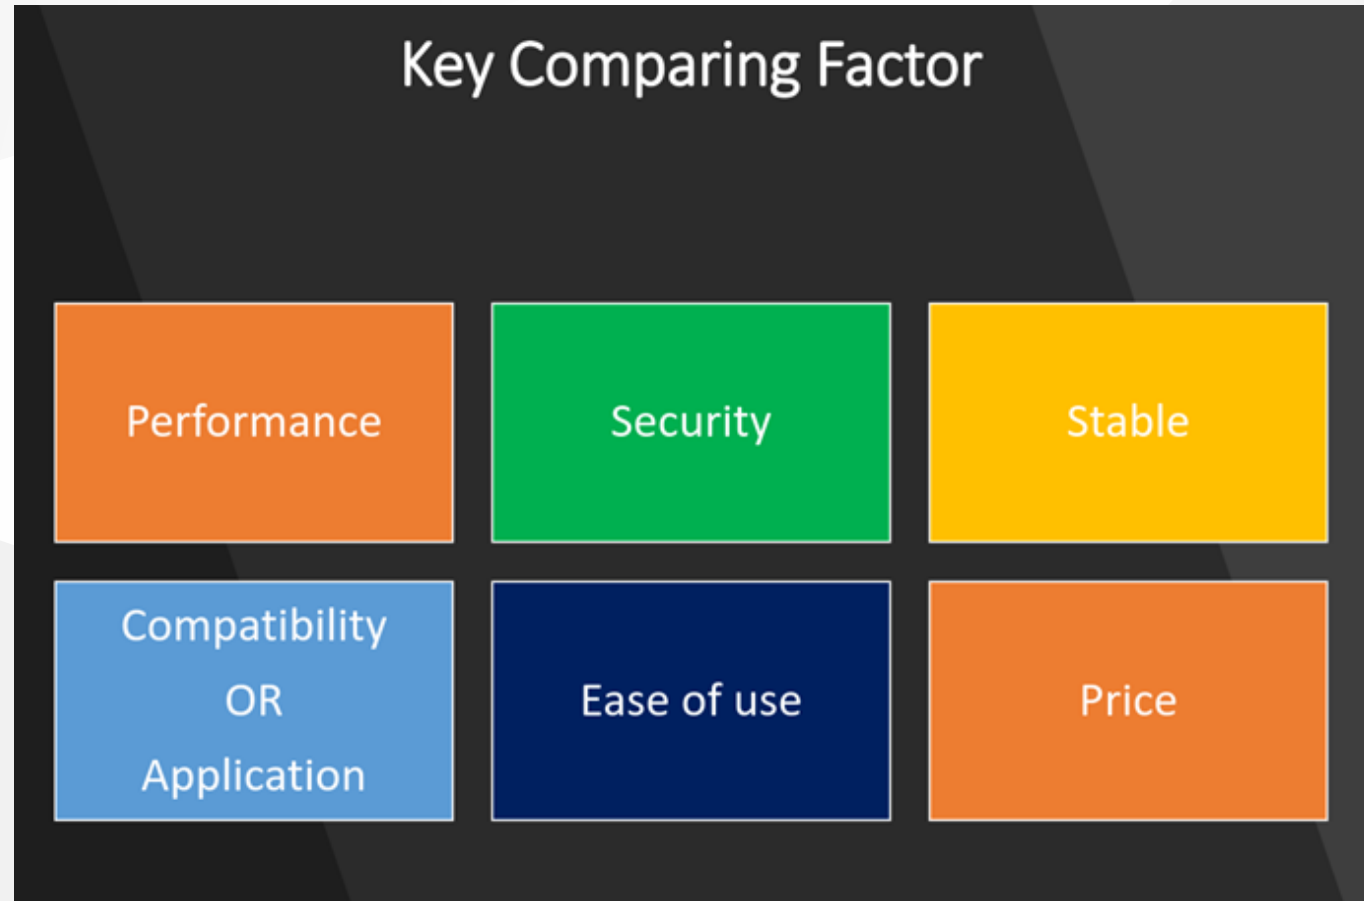 Key Comparing Factor
Performance
Security
Stable
Compatibility
OR
Application
Ease of use
Price